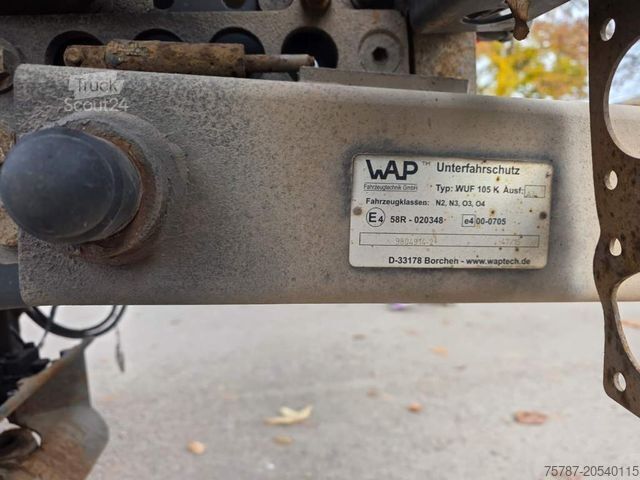 Truck
Scout24
WAP™ Unterfahrschutz
Fahrzeugtechnik GmbH
Typ: WUF 105 K Ausf:
Fahrzeugklassen: N2, N3, O3, O4
E4 58R - 020348 e4 00-0705
D-33178 Borchen - www.waptech.de
75787-20540115